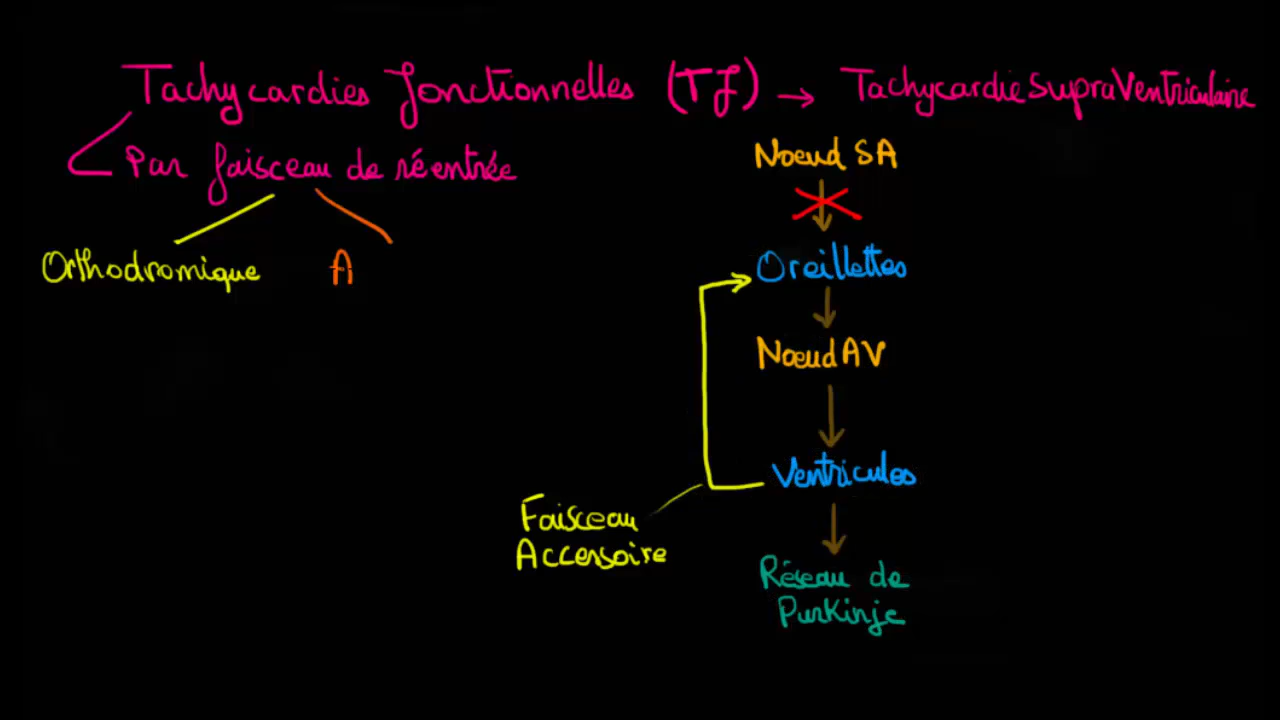 Tachycardies Jonctionnelles (TJ) → Tachycardie SupraVentriculaire
Par faisceau de réentrée
Noeud SA
Orthodromique
A
Oreillettes
Noeud AV
Ventricules
Faisceau
Accessoire
Réseau de
Purkinje